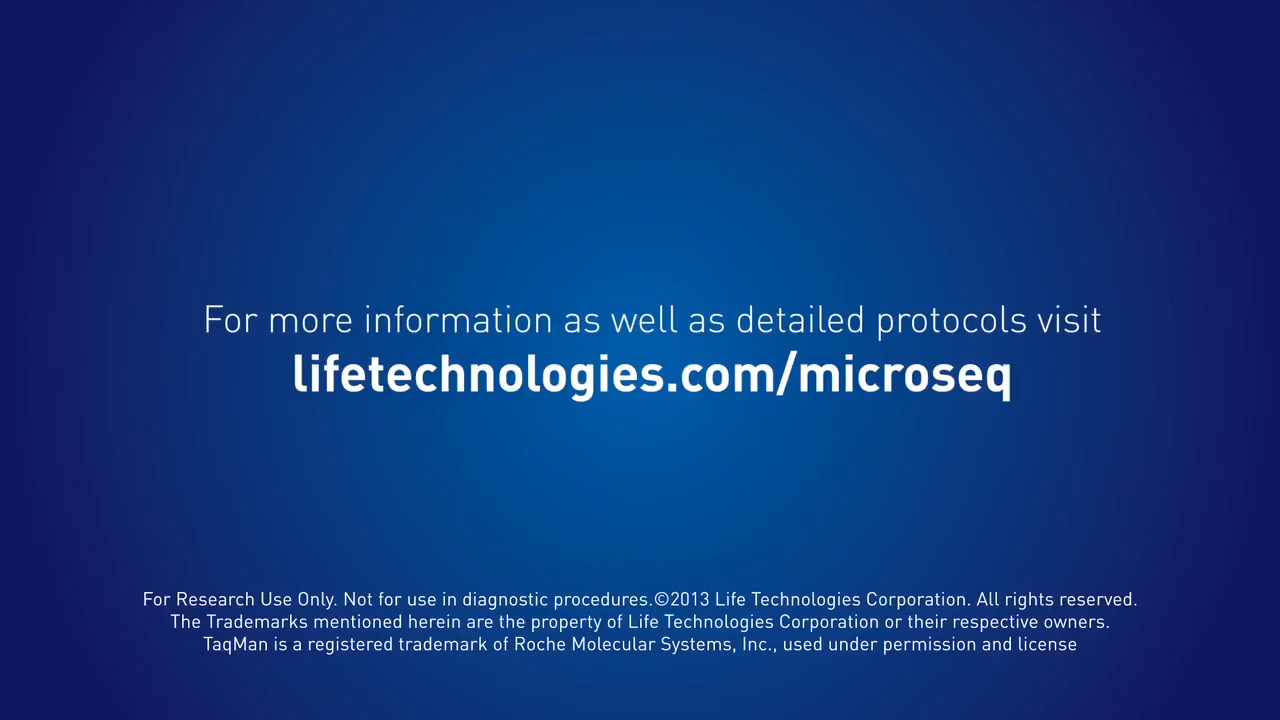 For more information as well as detailed protocols visit
lifetechnologies.com/microseq
For Research Use Only. Not for use in diagnostic procedures.©2013 Life Technologies Corporation. All rights reserved.
The Trademarks mentioned herein are the property of Life Technologies Corporation or their respective owners.
TaqMan is a registered trademark of Roche Molecular Systems, Inc., used under permission and license